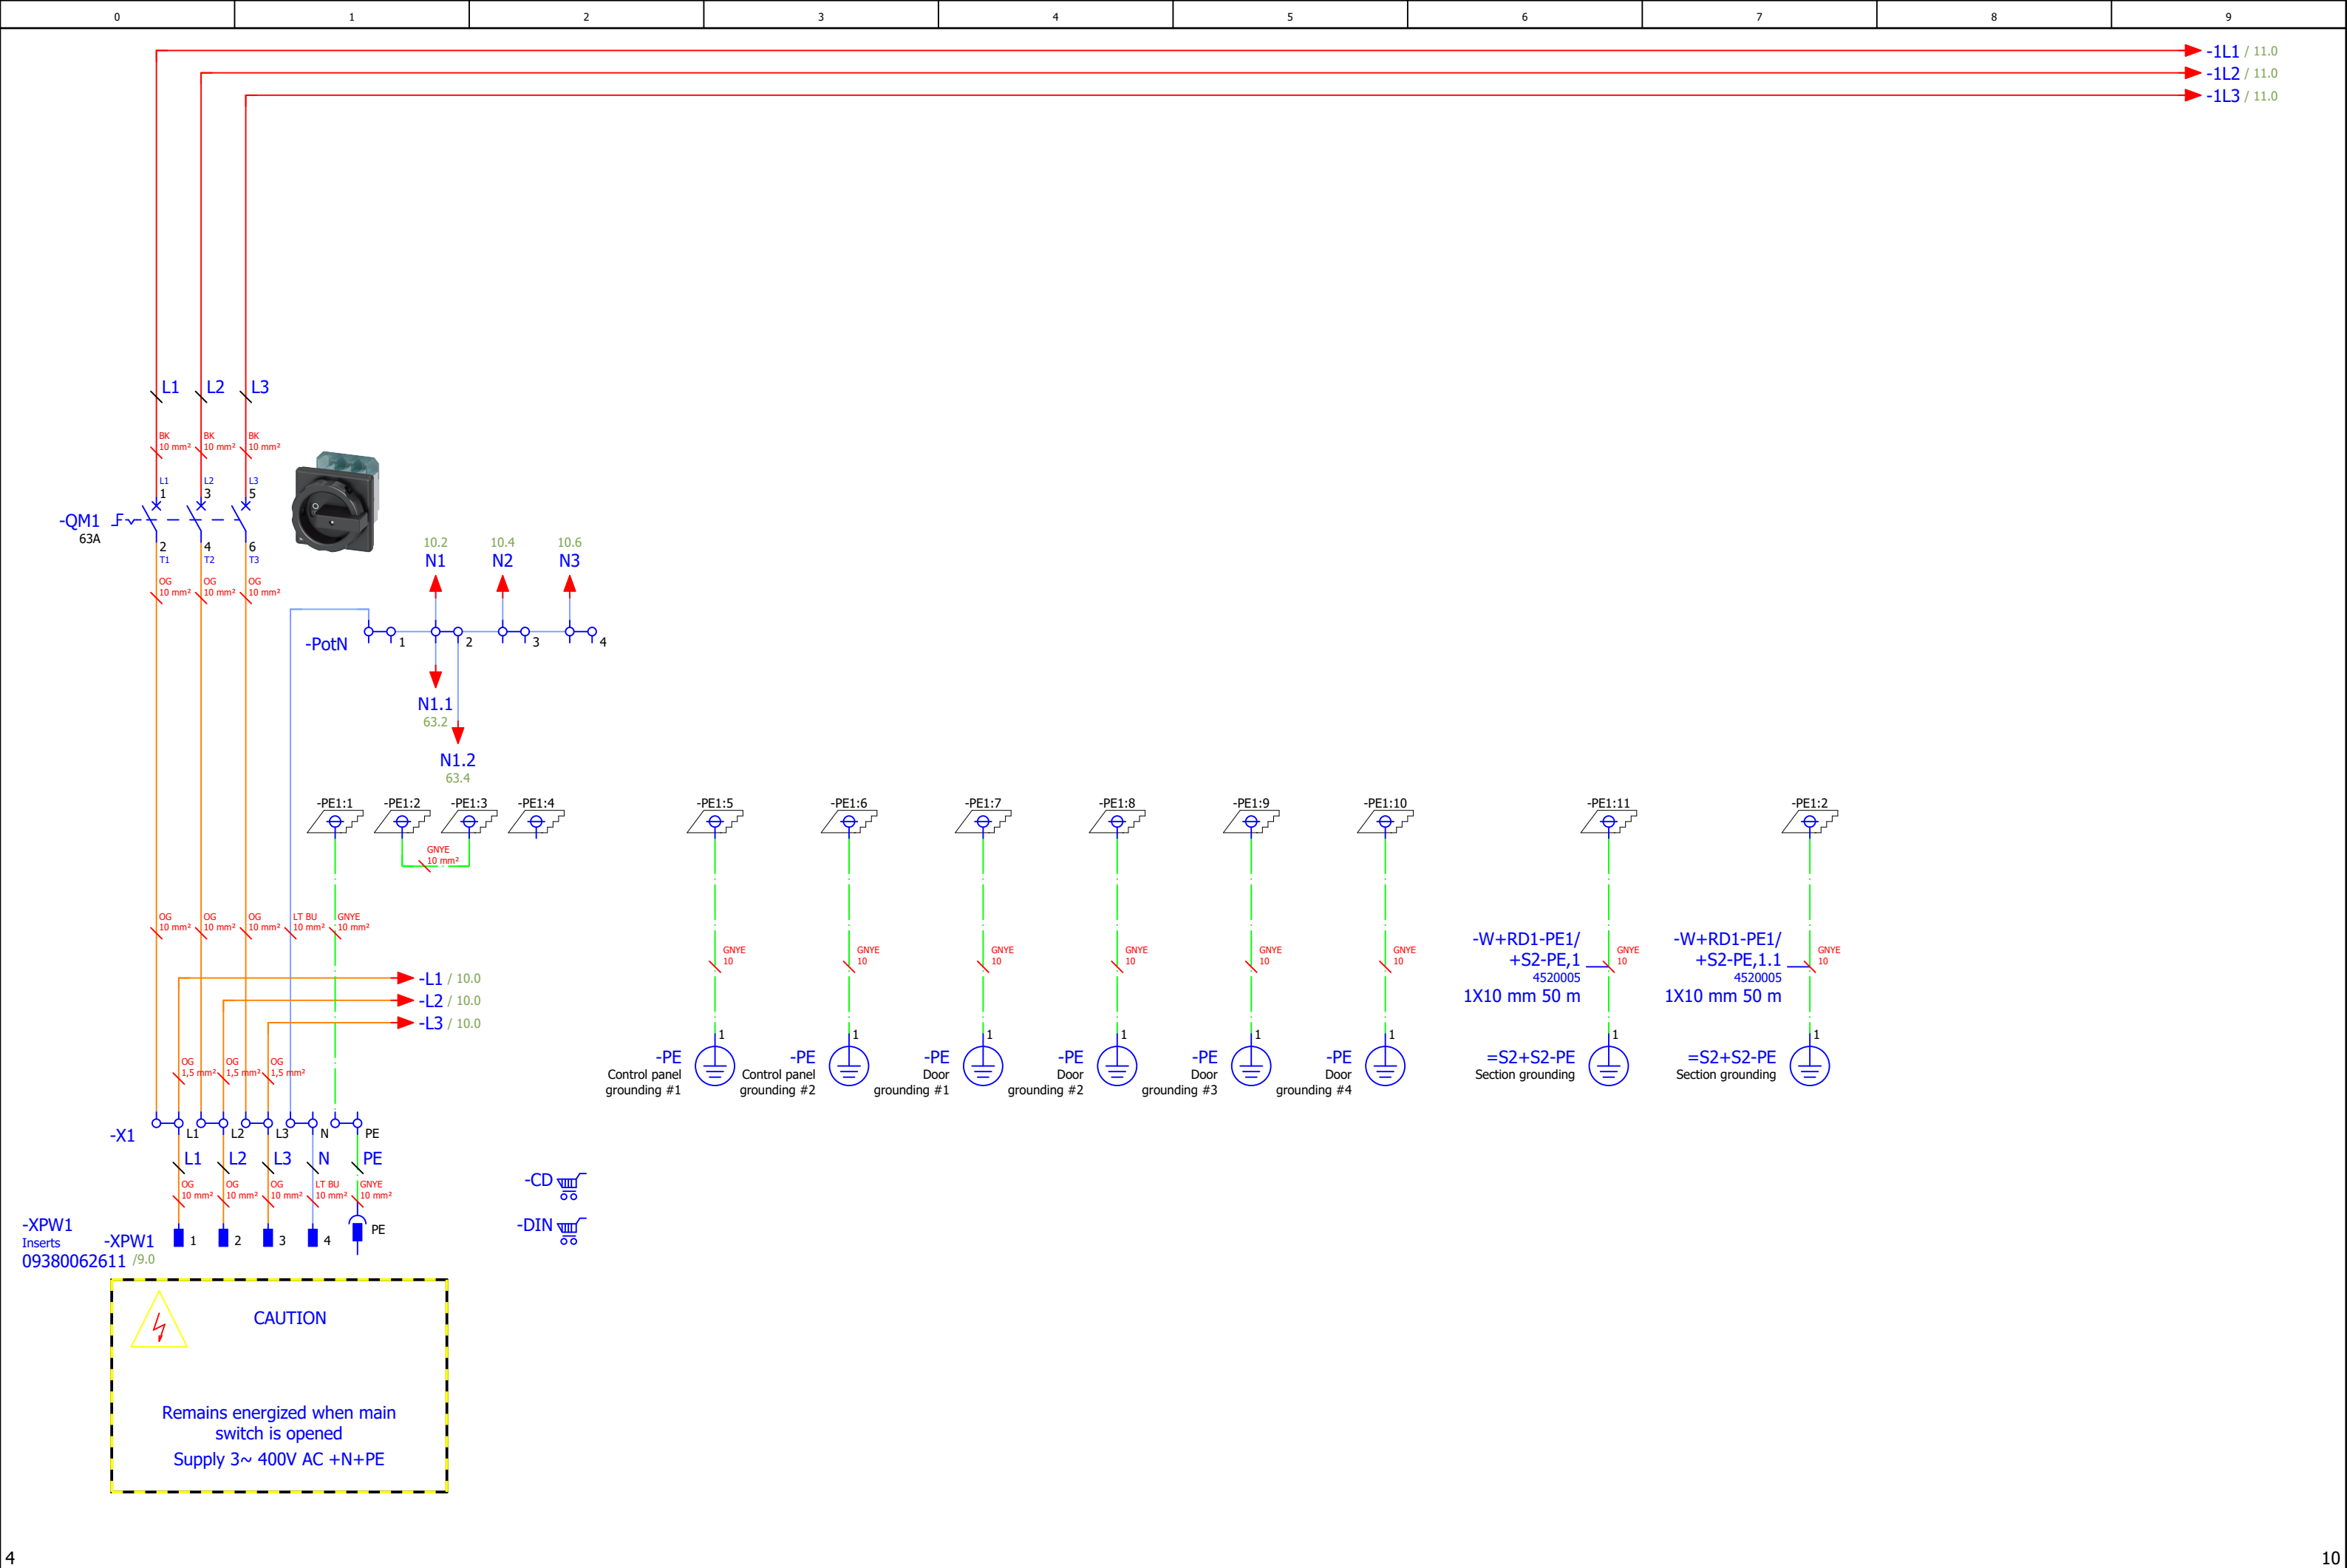 0 1 2 3 4 5 6 7 8 9
-1L1 / 11.0
-1L2 / 11.0
-1L3 / 11.0
L1 L2 L3
BK BK BK
10 mm² 10 mm² 10 mm²
L1 L2 L3
1 3 5
-QM1
63A
2 4 6
T1 T2 T3
OG OG OG
10 mm² 10 mm² 10 mm²
10.2 10.4 10.6
N1 N2 N3
-PotN 1 2 3 4
N1.1
63.2
N1.2
63.4
-PE1:1 -PE1:2 -PE1:3 -PE1:4 -PE1:5 -PE1:6 -PE1:7 -PE1:8 -PE1:9 -PE1:10 -PE1:11 -PE1:2
GNYE
10 mm²
OG OG OG LT BU GNYE
10 mm² 10 mm² 10 mm² 10 mm² 10 mm²
GNYE GNYE GNYE GNYE GNYE GNYE GNYE GNYE
10 10 10 10 10 10 10 10
-W+RD1-PE1/
+S2-PE,1
4520005
1X10 mm 50 m
-W+RD1-PE1/
+S2-PE,1.1
4520005
1X10 mm 50 m
-L1 / 10.0
-L2 / 10.0
-L3 / 10.0
1 1 1 1 1 1 1 1
-PE
Control panel
grounding #1
-PE
Control panel
grounding #2
-PE
Door
grounding #1
-PE
Door
grounding #2
-PE
Door
grounding #3
-PE
Door
grounding #4
=S2+S2-PE
Section grounding
=S2+S2-PE
Section grounding
OG OG OG
1,5 mm² 1,5 mm² 1,5 mm²
-X1 L1 L2 L3 N PE
L1 L2 L3 N PE
OG OG OG LT BU GNYE
10 mm² 10 mm² 10 mm² 10 mm² 10 mm²
-CD
-DIN
-XPW1
Inserts
09380062611
-XPW1 1 2 3 4 PE
/9.0
CAUTION
Remains energized when main
switch is opened
Supply 3~ 400V AC +N+PE
4 10